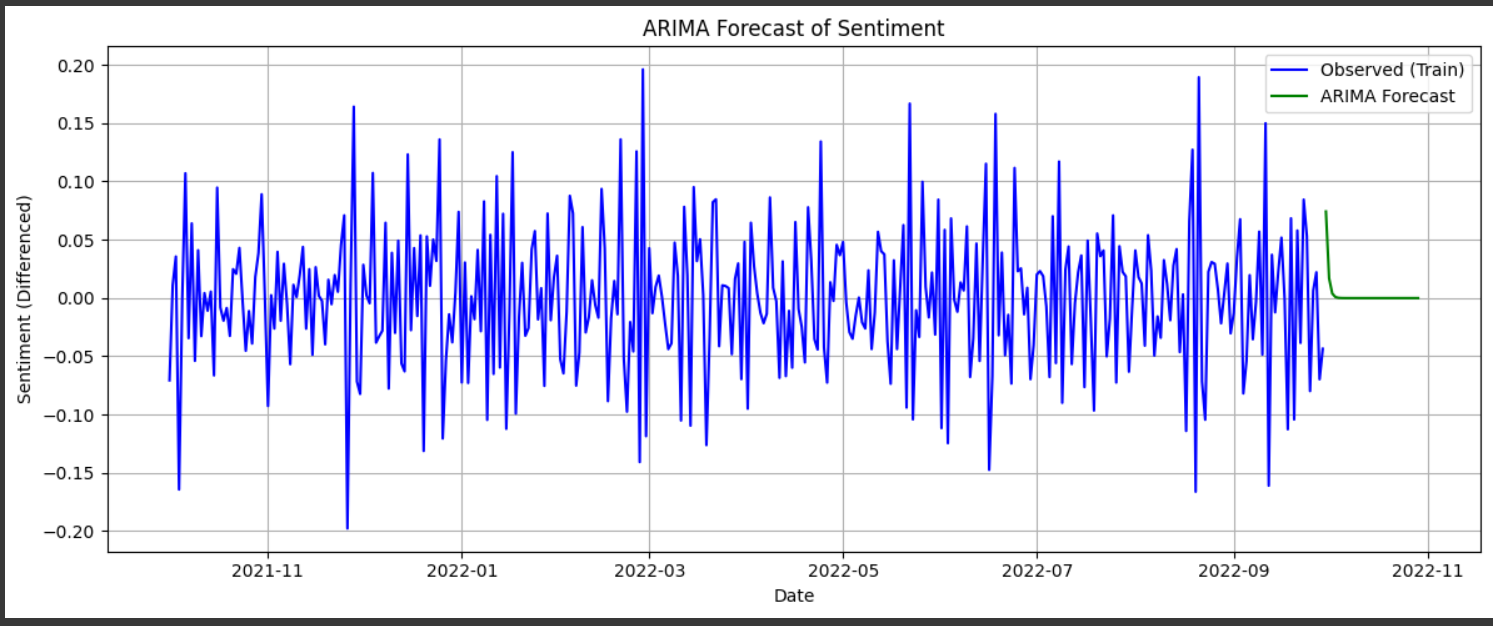 ARIMA Forecast of Sentiment
Sentiment (Differenced)
0.20
0.15
0.10
0.05
0.00
−0.05
−0.10
−0.15
−0.20
Observed (Train)
ARIMA Forecast
2021-11 2022-01 2022-03 2022-05 2022-07 2022-09 2022-11
Date